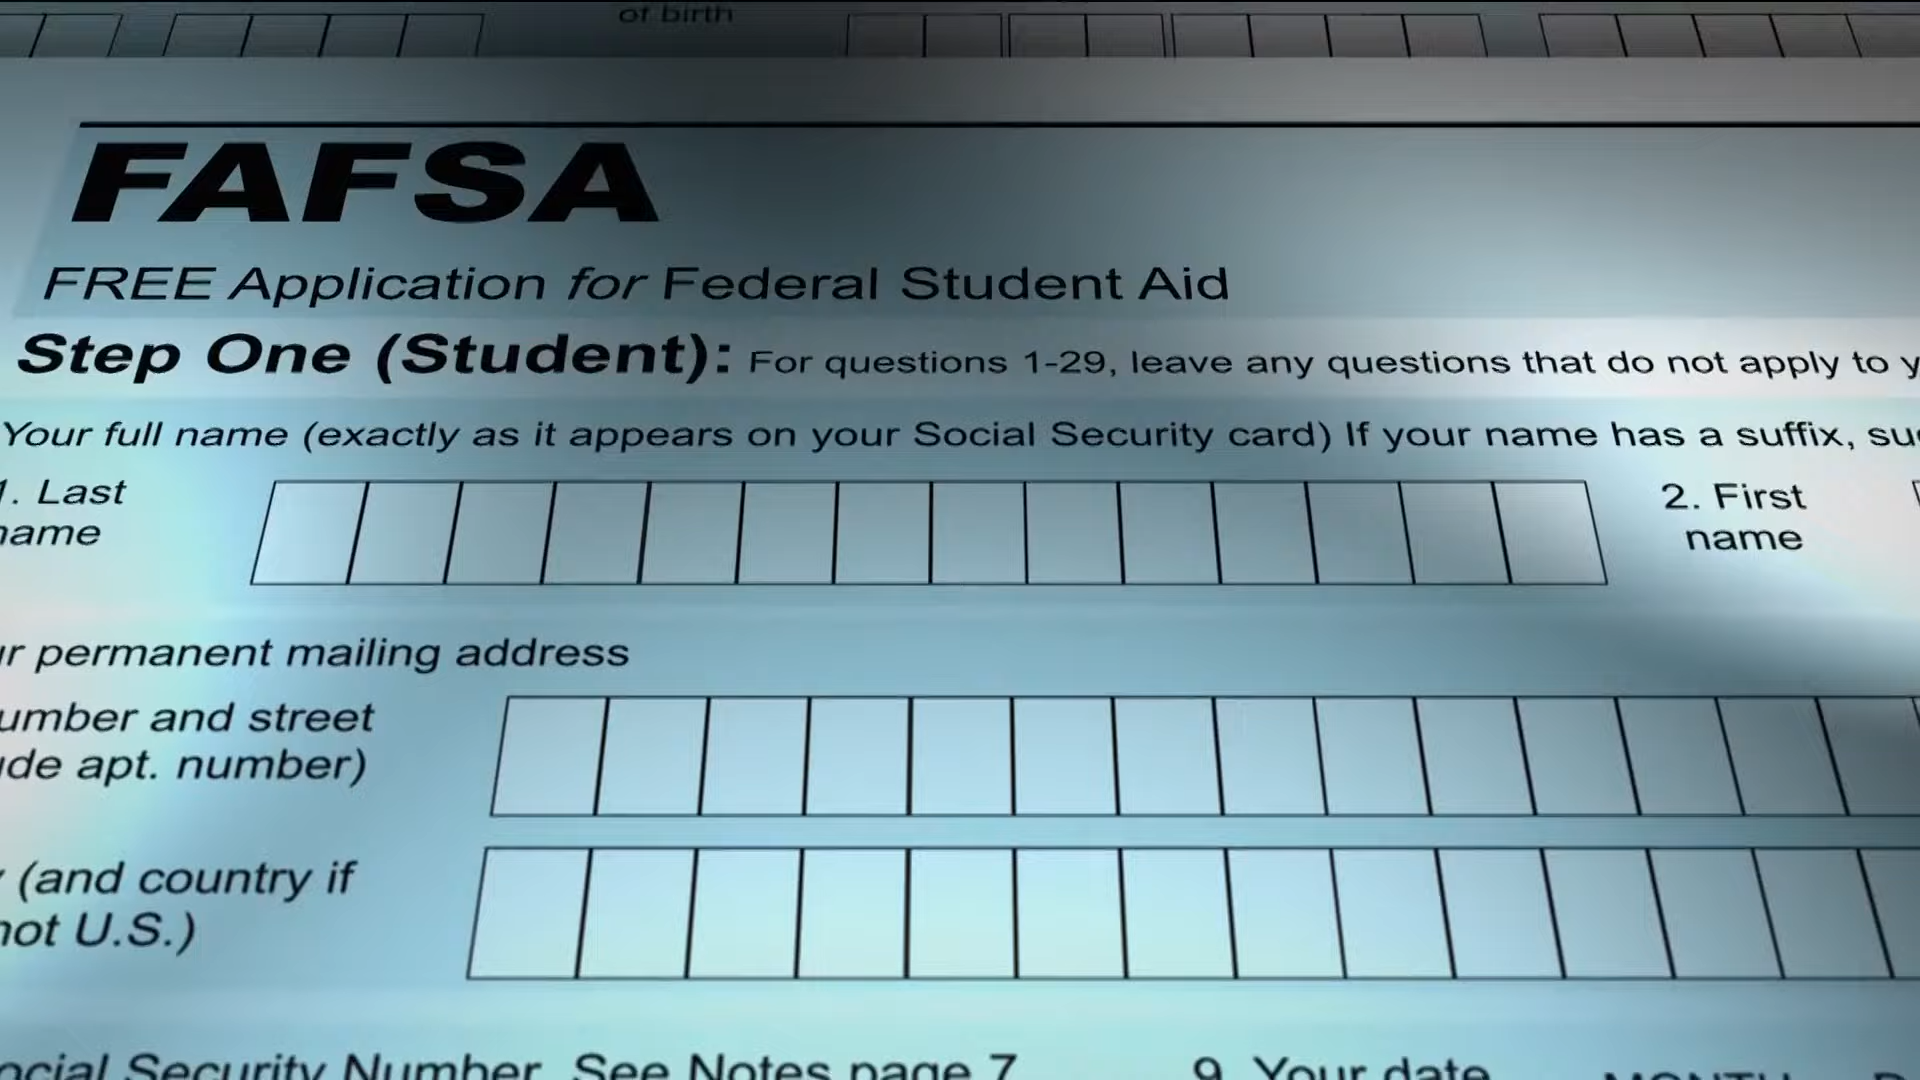 of birth
FAFSA
FREE Application for Federal Student Aid
Step One (Student): For questions 1-29, leave any questions that do not apply to y
Your full name (exactly as it appears on your Social Security card) If your name has a suffix, suc
1. Last
name
2. First
name
ur permanent mailing address
umber and street
ude apt. number)
y (and country if
not U.S.)
ocial Security Number. See Notes page 7
9. Your date
MONTH